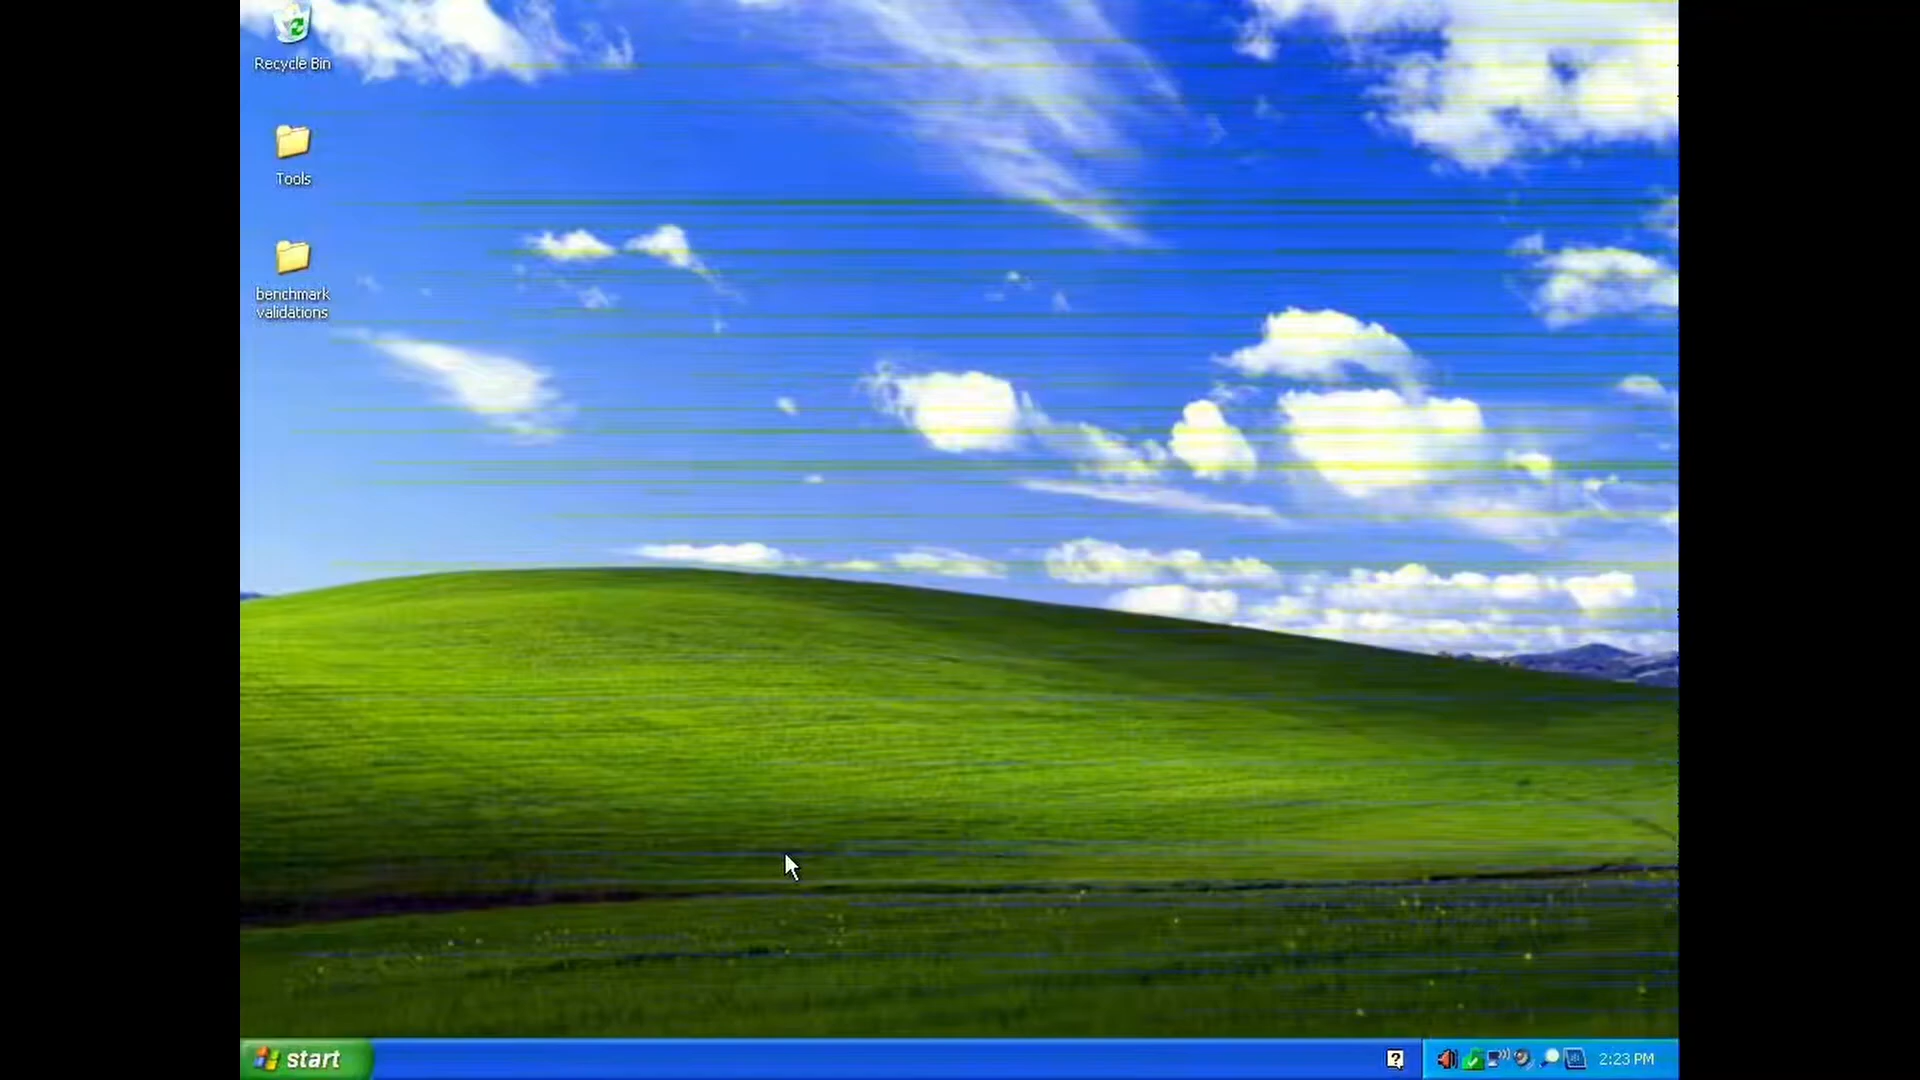 Recycle Bin
Tools
benchmark
validations
start
?
2:23 PM